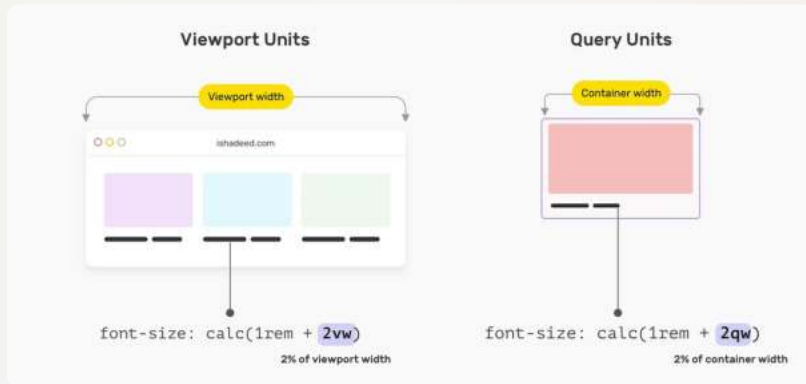 Viewport Units
Query Units
Viewport width
Container width
ishadeed.com
font-size: calc(1rem + 2vw)
2% of viewport width
font-size: calc(1rem + 2qw)
2% of container width